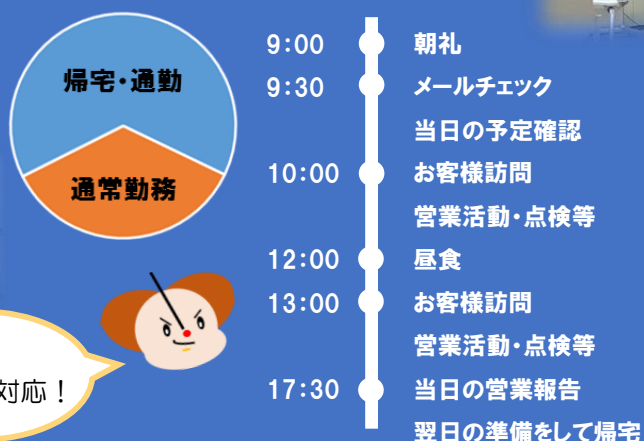 帰宅・通勤
通常勤務
9:00 朝礼
9:30 メールチェック
当日の予定確認
10:00 お客様訪問
営業活動・点検等
12:00 昼食
13:00 お客様訪問
営業活動・点検等
17:30 当日の営業報告
翌日の準備をして帰宅
対応！